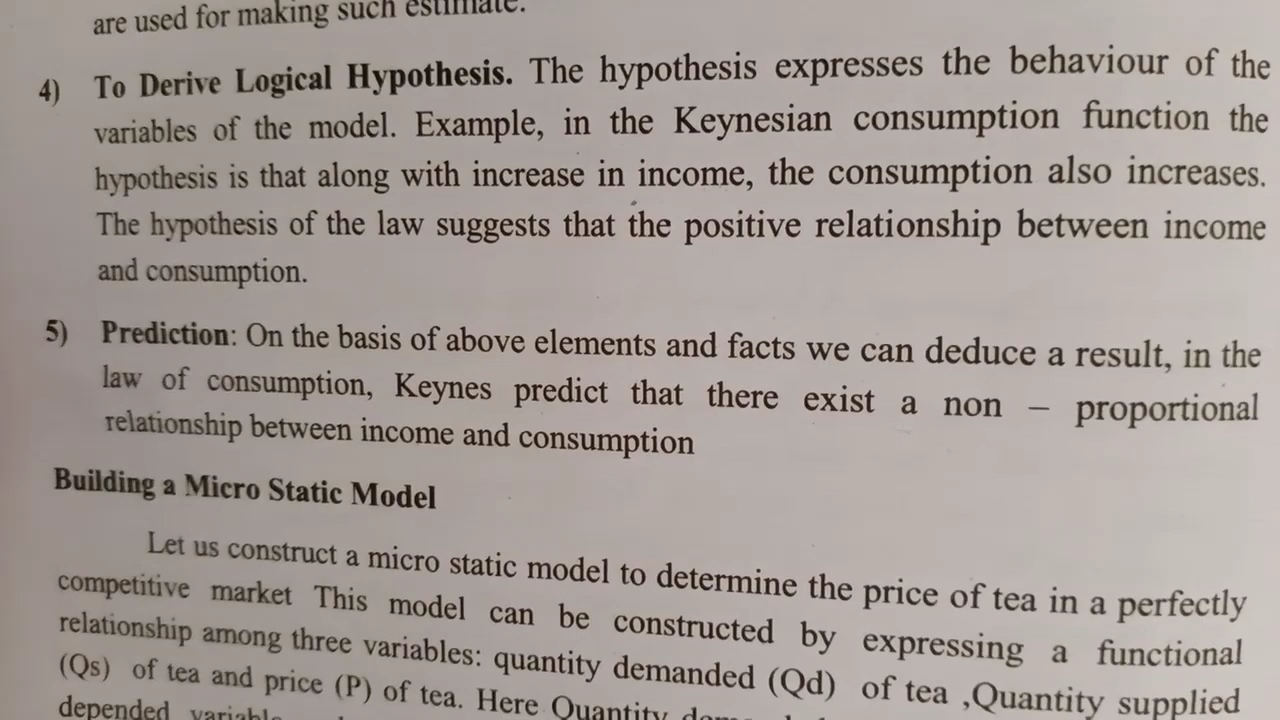 are used for making such estimate.
4) To Derive Logical Hypothesis. The hypothesis expresses the behaviour of the
variables of the model. Example, in the Keynesian consumption function the
hypothesis is that along with increase in income, the consumption also increases.
The hypothesis of the law suggests that the positive relationship between income
and consumption.
5) Prediction: On the basis of above elements and facts we can deduce a result, in the
law of consumption, Keynes predict that there exist a non – proportional
relationship between income and consumption
Building a Micro Static Model
Let us construct a micro static model to determine the price of tea in a perfectly
competitive market This model can be constructed by expressing a functional
relationship among three variables: quantity demanded (Qd) of tea ,Quantity supplied
(Qs) of tea and price (P) of tea. Here Quantity
depended